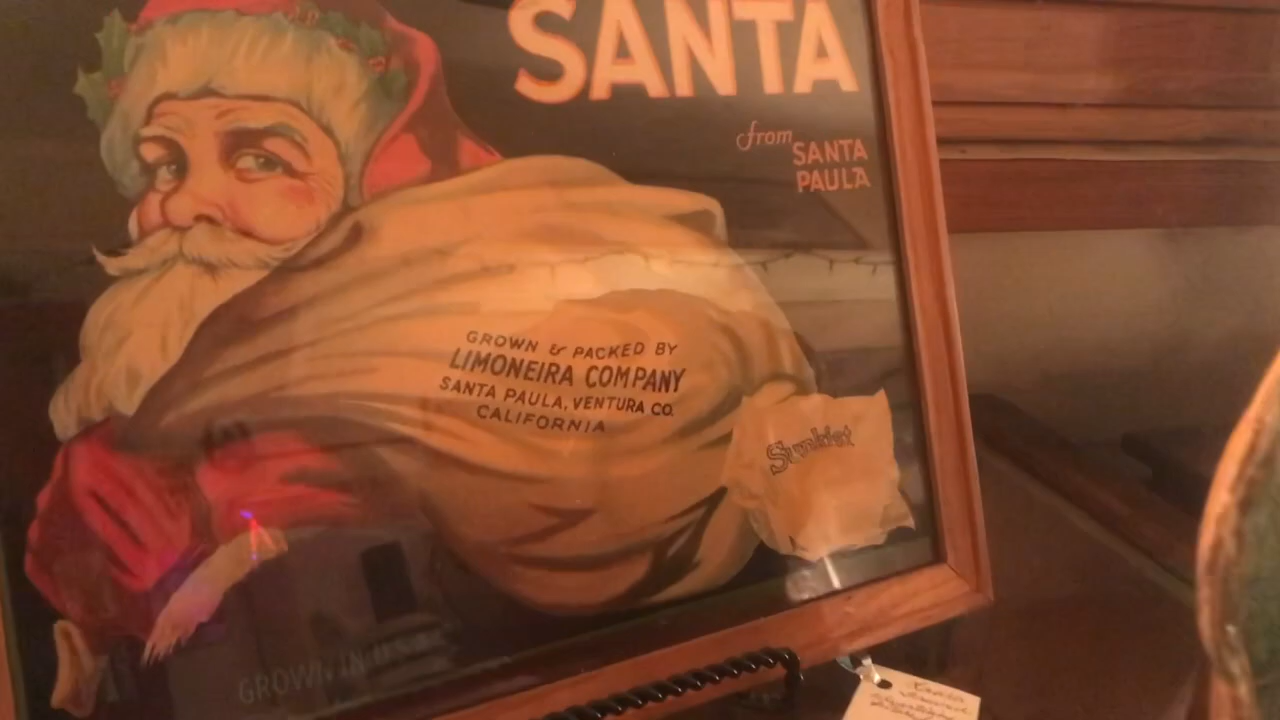 SANTA
from SANTA
PAULA
GROWN & PACKED BY
LIMONEIRA COMPANY
SANTA PAULA, VENTURA CO.
CALIFORNIA
Sunkist
GROWN IN U.S.A.